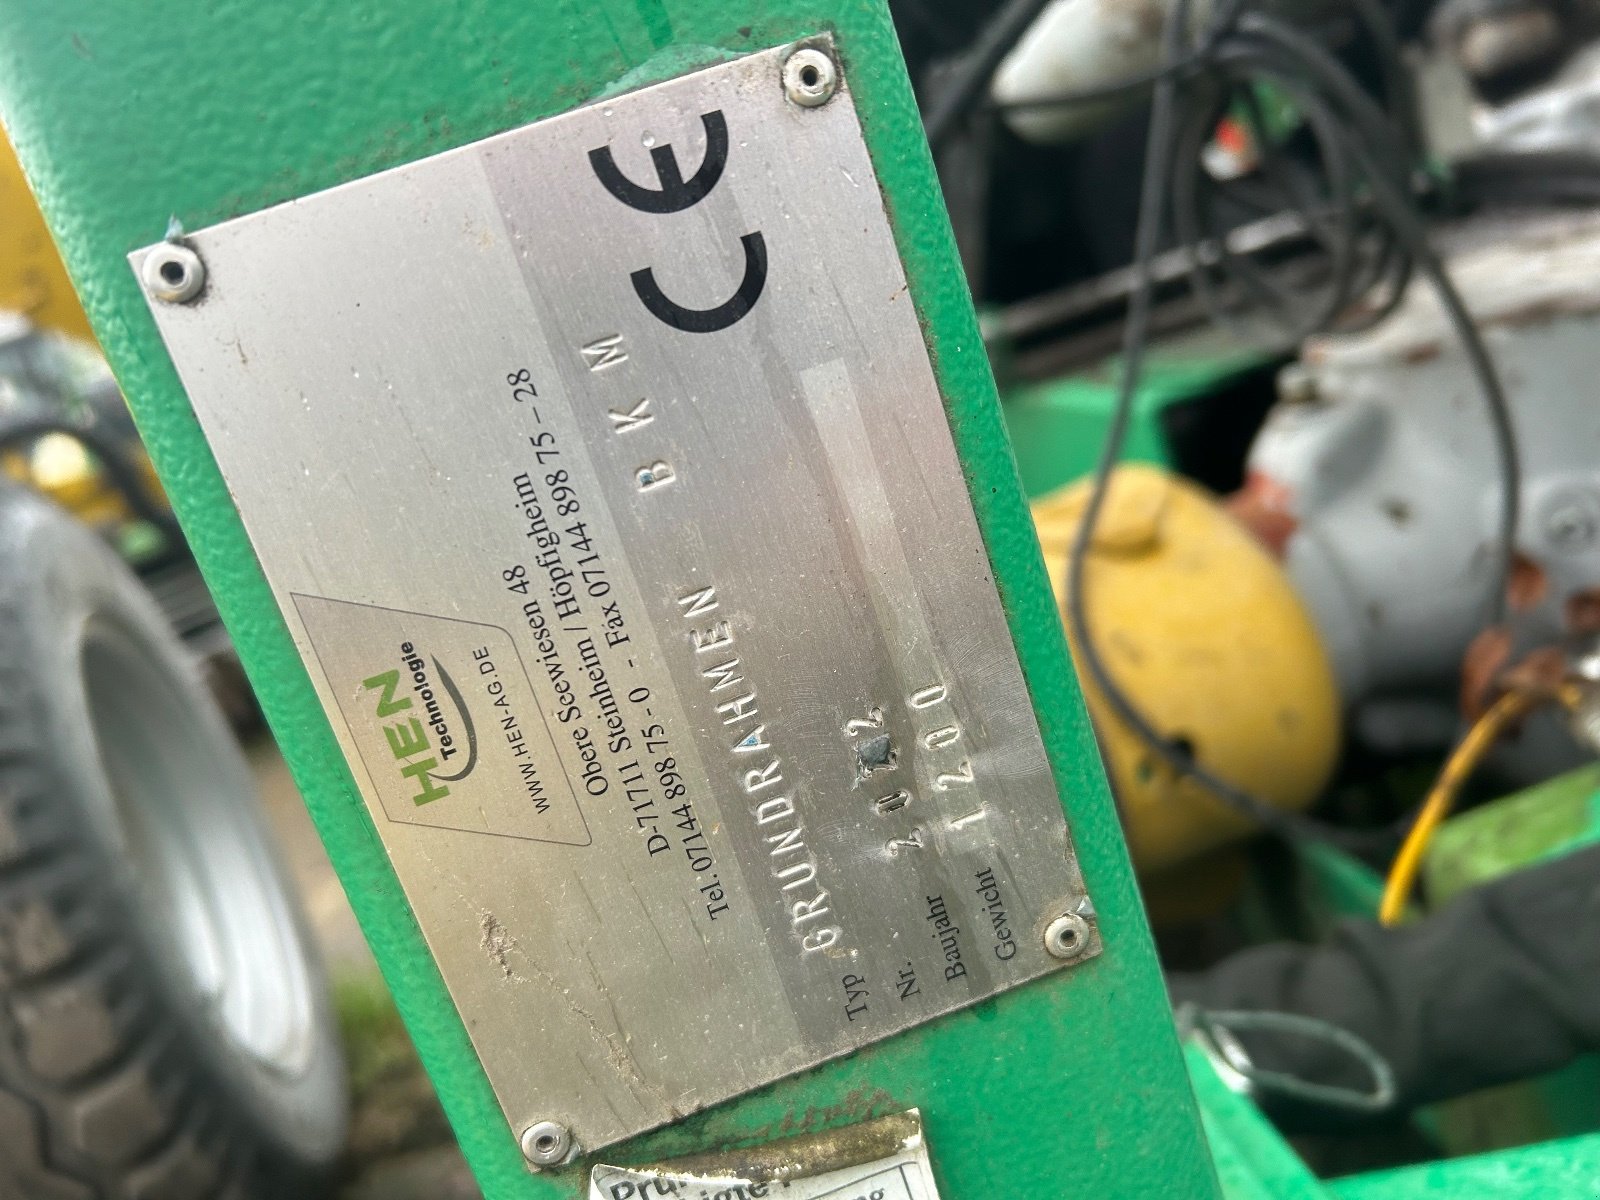 HEN
Technologie
WWW.HEN-AG.DE
Obere Seewiesen 48
D-71711 Steinheim / Höpfigheim
Tel.: 07144 898 75 - 0 - Fax 07144 898 75 – 28
Typ GRUNDRAHMEN BKM
Nr.
Baujahr
Gewicht 1200
CE